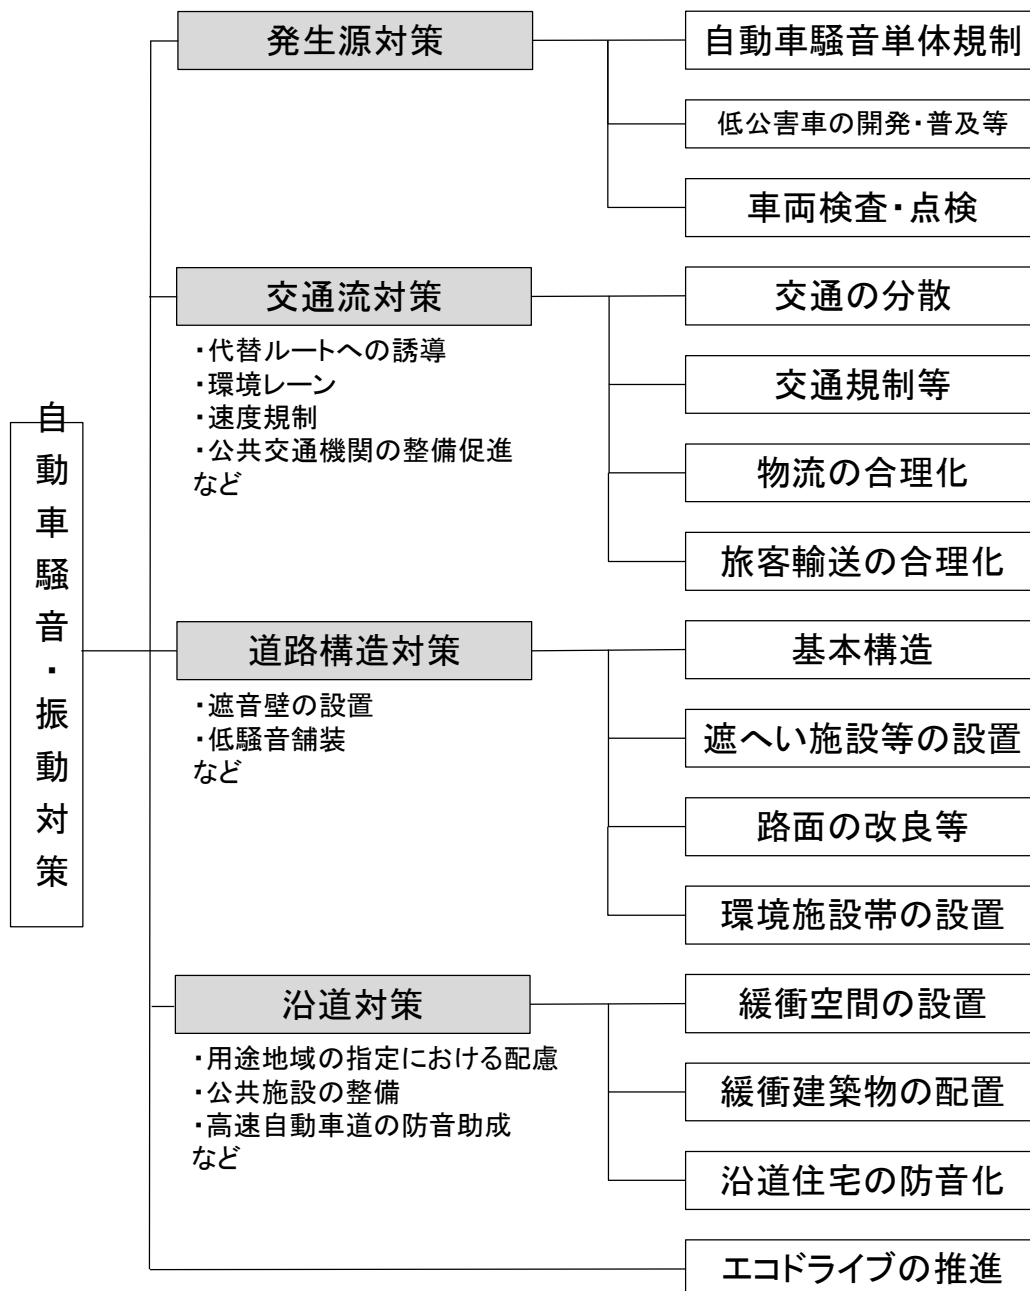 自動車騒音・振動対策
発生源対策
自動車騒音単体規制
低公害車の開発・普及等
車両検査・点検
交通流対策
・代替ルートへの誘導
・環境レーン
・速度規制
・公共交通機関の整備促進
など
交通の分散
交通規制等
物流の合理化
旅客輸送の合理化
道路構造対策
・遮音壁の設置
・低騒音舗装
など
基本構造
遮へい施設等の設置
路面の改良等
環境施設帯の設置
沿道対策
・用途地域の指定における配慮
・公共施設の整備
・高速自動車道の防音助成
など
緩衝空間の設置
緩衝建築物の配置
沿道住宅の防音化
エコドライブの推進